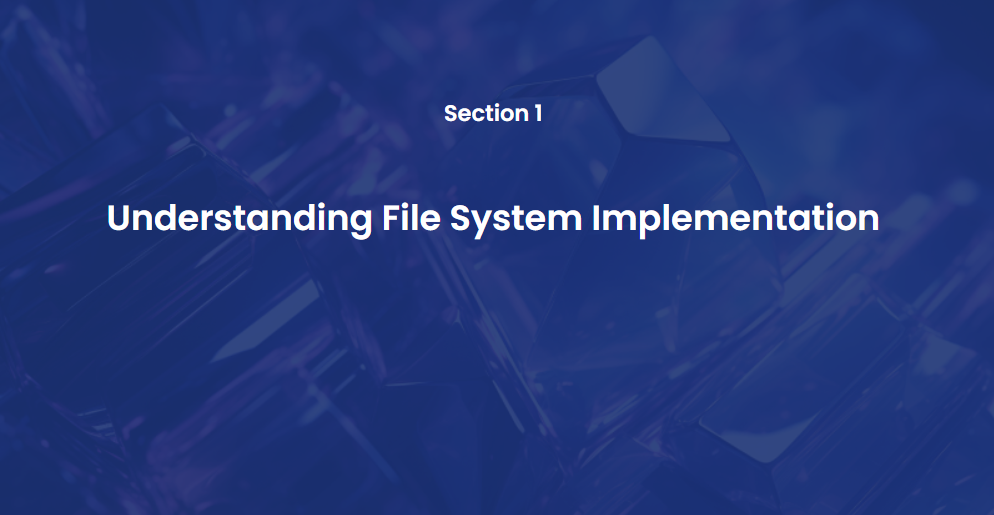 Section 1
Understanding File System Implementation